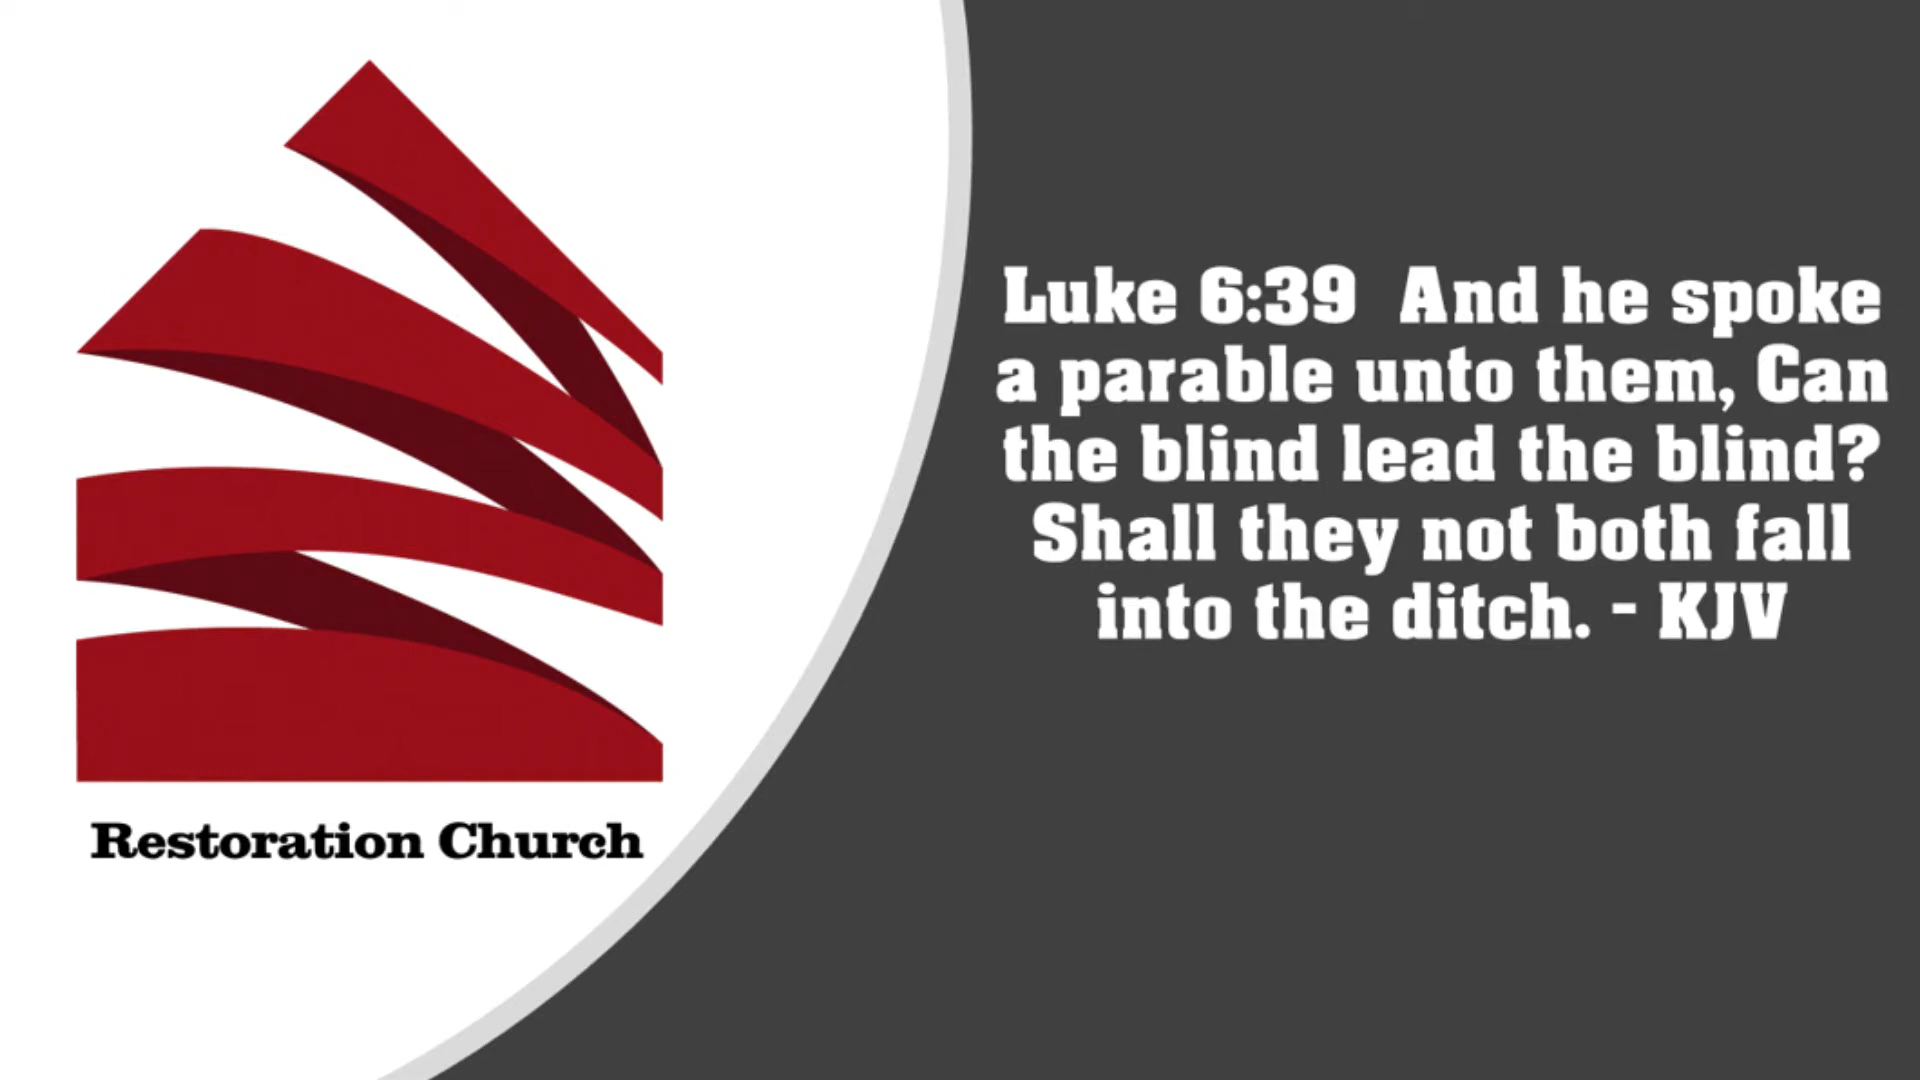 Restoration Church
Luke 6:39  And he spoke
a parable unto them, Can
the blind lead the blind?
Shall they not both fall
into the ditch. - KJV